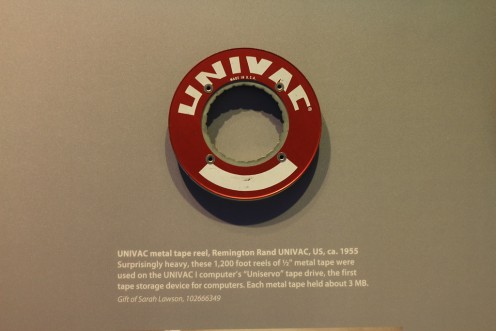 UNIVAC®
MADE IN U.S.A.
UNIVAC metal tape reel, Remington Rand UNIVAC, US, ca. 1955
Surprisingly heavy, these 1,200 foot reels of ½" metal tape were
used on the UNIVAC I computer's "Uniservo" tape drive, the first
tape storage device for computers. Each metal tape held about 3 MB.
Gift of Sarah Lawson, 102666349